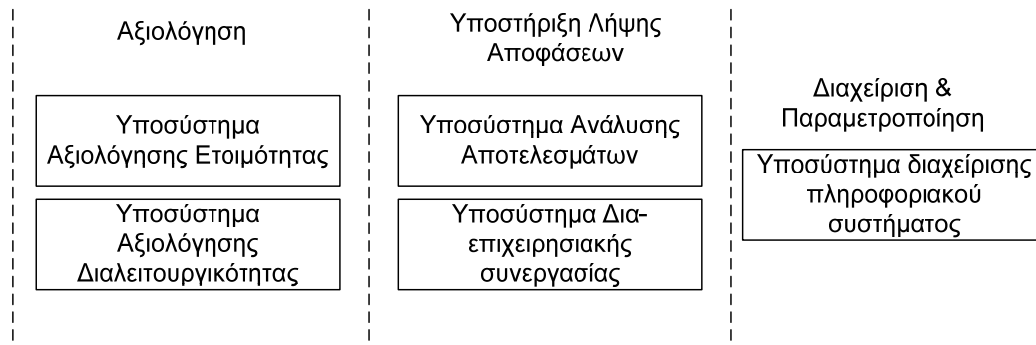 Αξιολόγηση
Υποσύστημα
Αξιολόγησης Ετοιμότητας
Υποσύστημα
Αξιολόγησης
Διαλειτουργικότητας
Υποστήριξη Λήψης
Αποφάσεων
Υποσύστημα Ανάλυσης
Αποτελεσμάτων
Υποσύστημα Δια-
επιχειρησιακής
συνεργασίας
Διαχείριση &
Παραμετροποίηση
Υποσύστημα διαχείρισης
πληροφοριακού
συστήματος